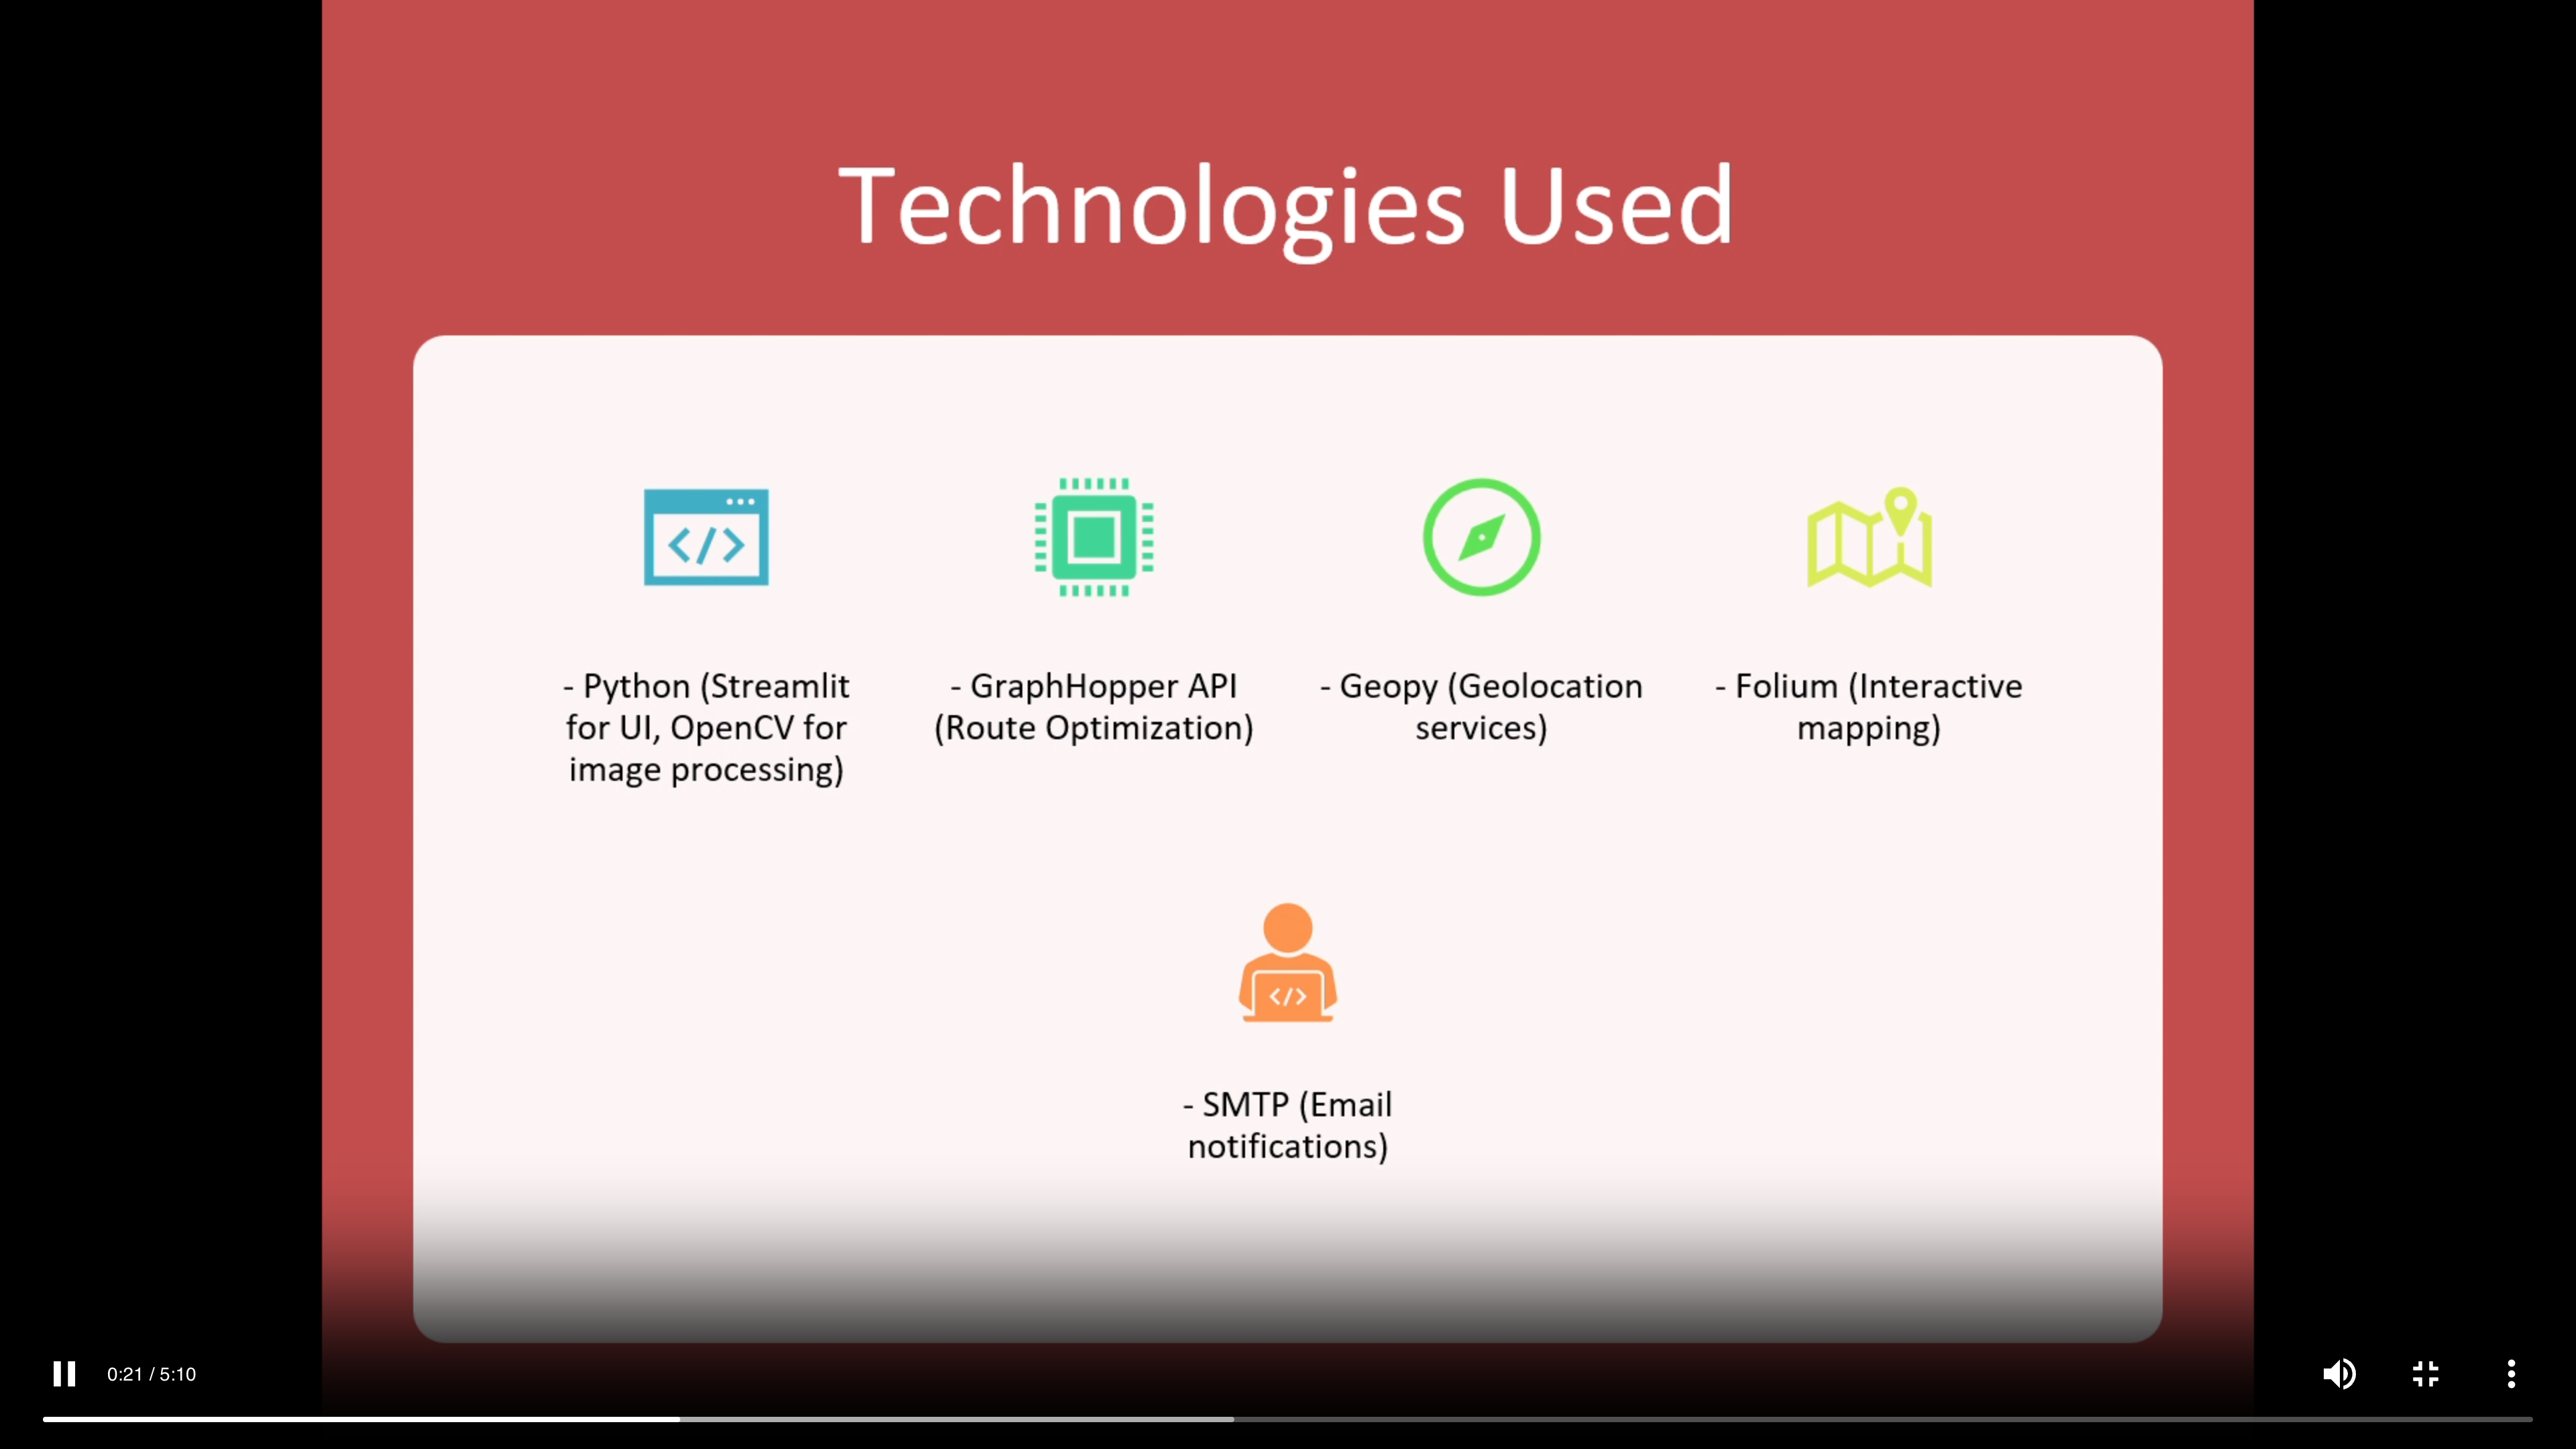 Technologies Used
- Python (Streamlit
for UI, OpenCV for
image processing)
- GraphHopper API
(Route Optimization)
- Geopy (Geolocation
services)
- Folium (Interactive
mapping)
</>
- SMTP (Email
notifications)
0:21 / 5:10